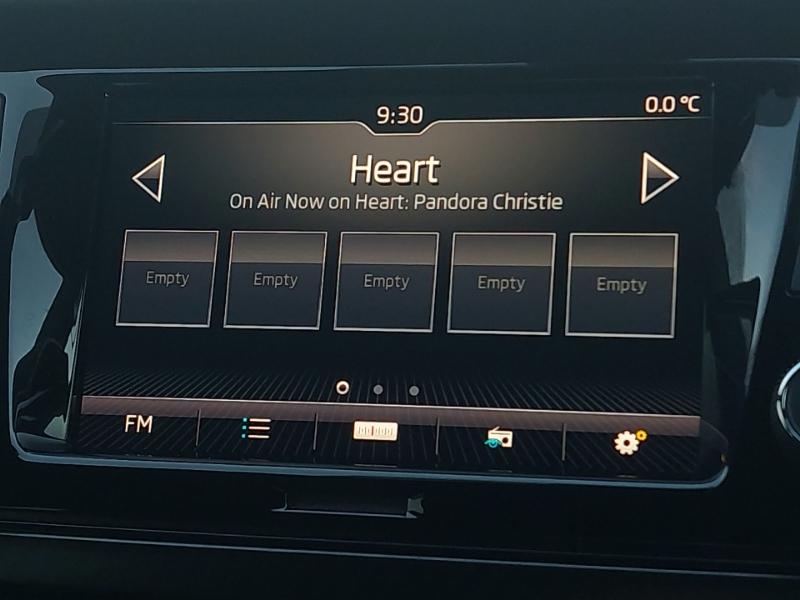 9:30
0.0 °C
Heart
On Air Now on Heart: Pandora Christie
Empty
Empty
Empty
Empty
Empty
FM